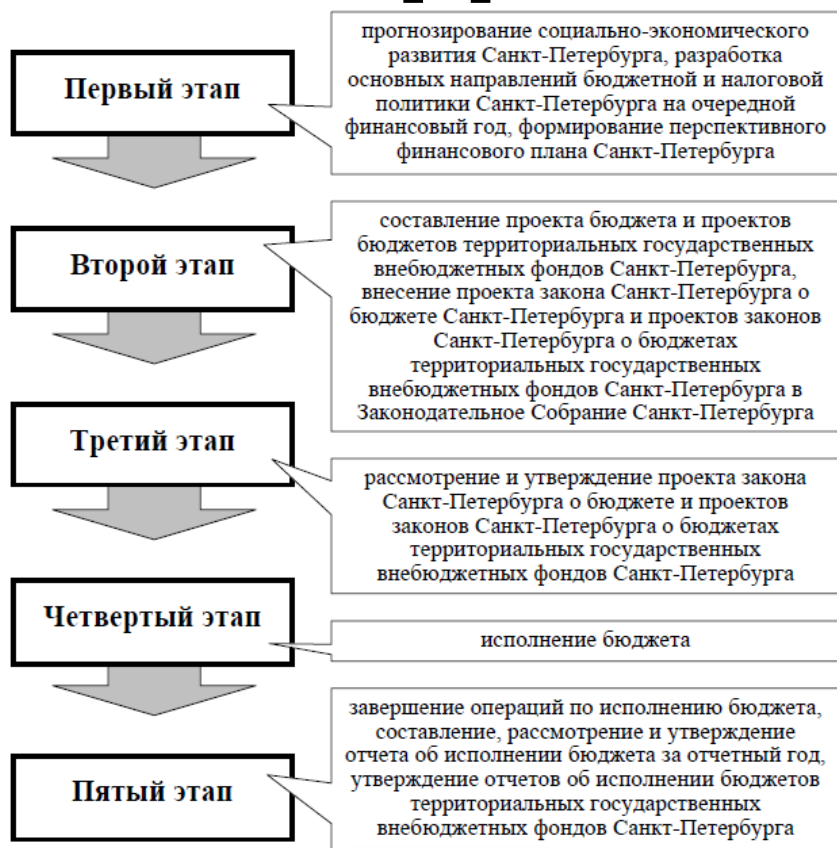 Первый этап
прогнозирование социально-экономического
развития Санкт-Петербурга, разработка
основных направлений бюджетной и налоговой
политики Санкт-Петербурга на очередной
финансовый год, формирование перспективного
финансового плана Санкт-Петербурга
Второй этап
составление проекта бюджета и проектов
бюджетов территориальных государственных
внебюджетных фондов Санкт-Петербурга,
внесение проекта закона Санкт-Петербурга о
бюджете Санкт-Петербурга и проектов законов
Санкт-Петербурга о бюджетах
территориальных государственных
внебюджетных фондов Санкт-Петербурга в
Законодательное Собрание Санкт-Петербурга
Третий этап
рассмотрение и утверждение проекта закона
Санкт-Петербурга о бюджете и проектов
законов Санкт-Петербурга о бюджетах
территориальных государственных
внебюджетных фондов Санкт-Петербурга
Четвертый этап
исполнение бюджета
Пятый этап
завершение операций по исполнению бюджета,
составление, рассмотрение и утверждение
отчета об исполнении бюджета за отчетный год,
утверждение отчетов об исполнении бюджетов
территориальных государственных
внебюджетных фондов Санкт-Петербурга